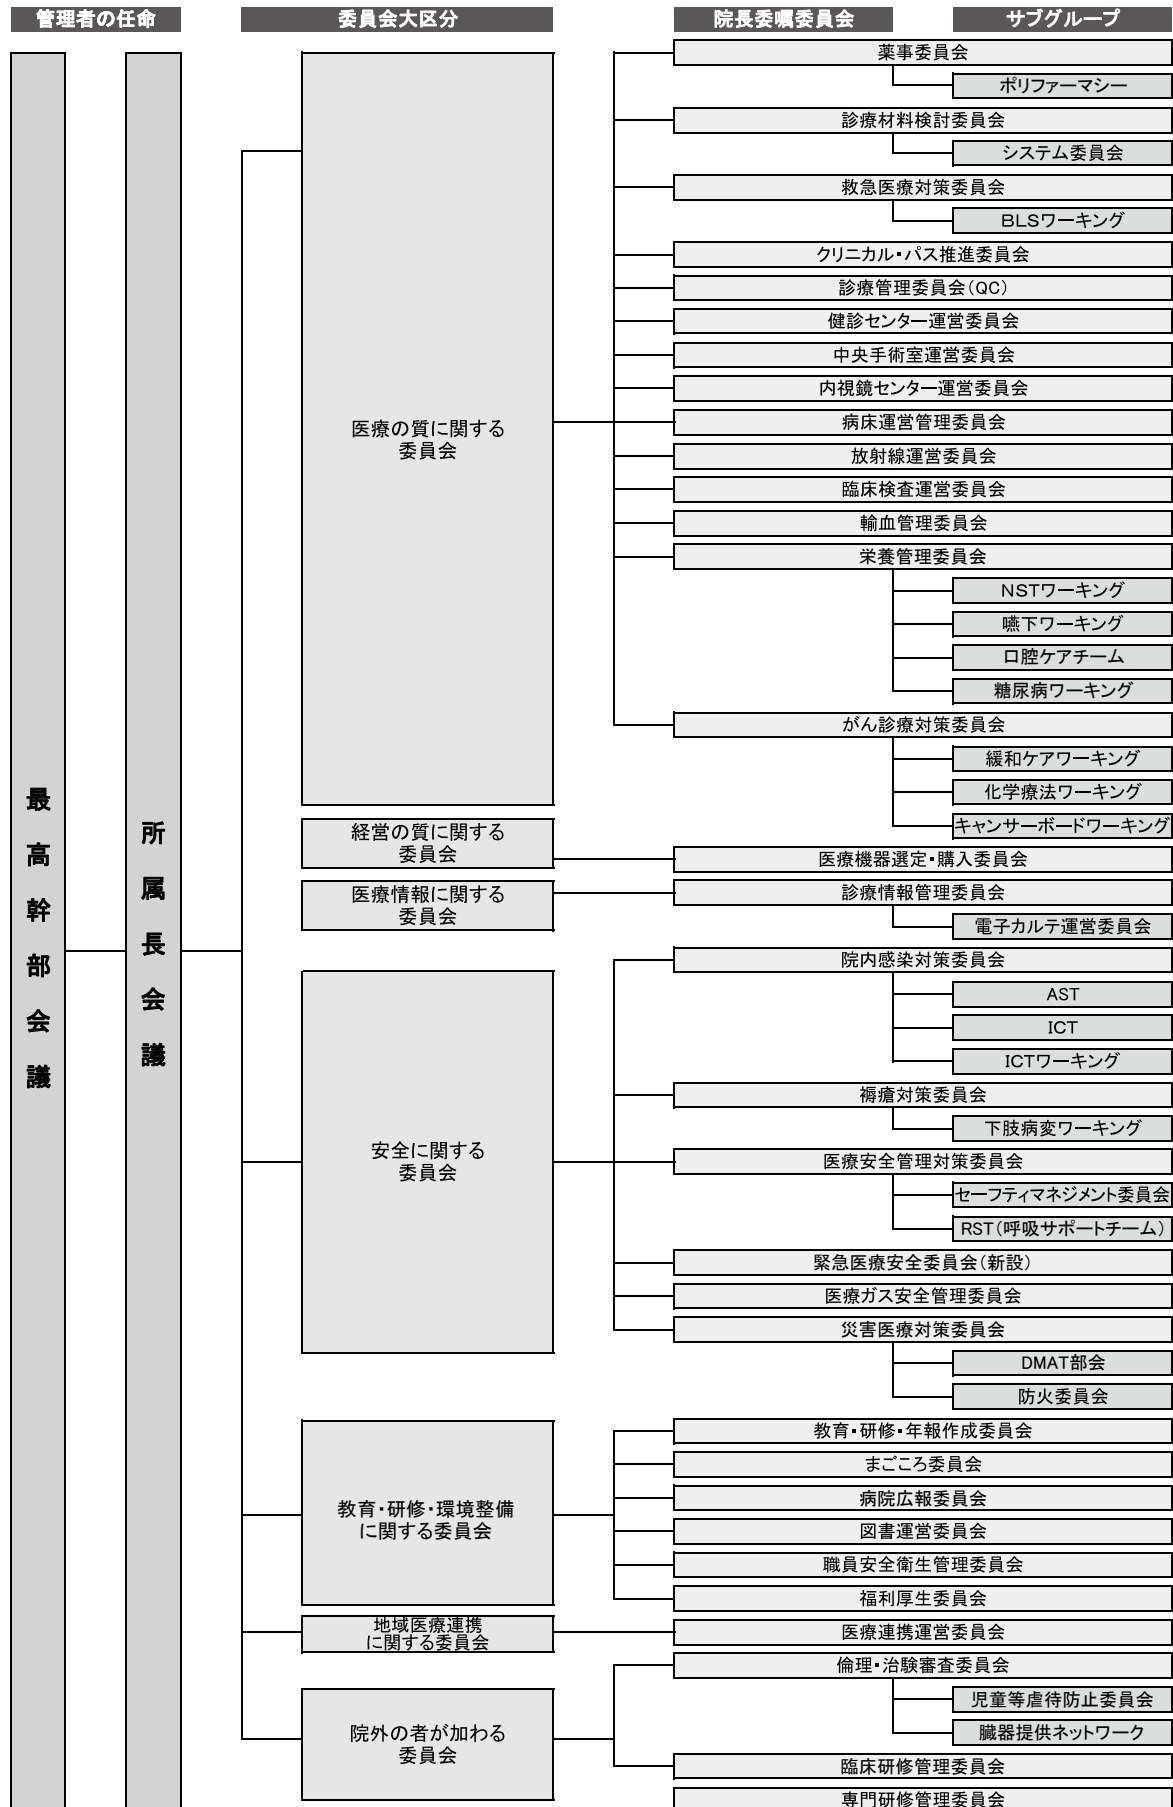 管理者の任命
委員会大区分
院長委嘱委員会
サブグループ
最高幹部会議
所属長会議
医療の質に関する
委員会
薬事委員会
ポリファーマシー
診療材料検討委員会
システム委員会
救急医療対策委員会
BLSワーキング
クリニカル・パス推進委員会
診療管理委員会(QC)
健診センター運営委員会
中央手術室運営委員会
内視鏡センター運営委員会
病床運営管理委員会
放射線運営委員会
臨床検査運営委員会
輸血管理委員会
栄養管理委員会
NSTワーキング
嚥下ワーキング
口腔ケアチーム
糖尿病ワーキング
がん診療対策委員会
緩和ケアワーキング
化学療法ワーキング
キャンサーボードワーキング
経営の質に関する
委員会
医療機器選定・購入委員会
医療情報に関する
委員会
診療情報管理委員会
電子カルテ運営委員会
安全に関する
委員会
院内感染対策委員会
AST
ICT
ICTワーキング
褥瘡対策委員会
下肢病変ワーキング
医療安全管理対策委員会
セーフティマネジメント委員会
RST(呼吸サポートチーム)
緊急医療安全委員会(新設)
医療ガス安全管理委員会
災害医療対策委員会
DMAT部会
防火委員会
教育・研修・環境整備
に関する委員会
教育・研修・年報作成委員会
まごころ委員会
病院広報委員会
図書運営委員会
職員安全衛生管理委員会
福利厚生委員会
地域医療連携
に関する委員会
医療連携運営委員会
院外の者が加わる
委員会
倫理・治験審査委員会
児童等虐待防止委員会
臓器提供ネットワーク
臨床研修管理委員会
専門研修管理委員会